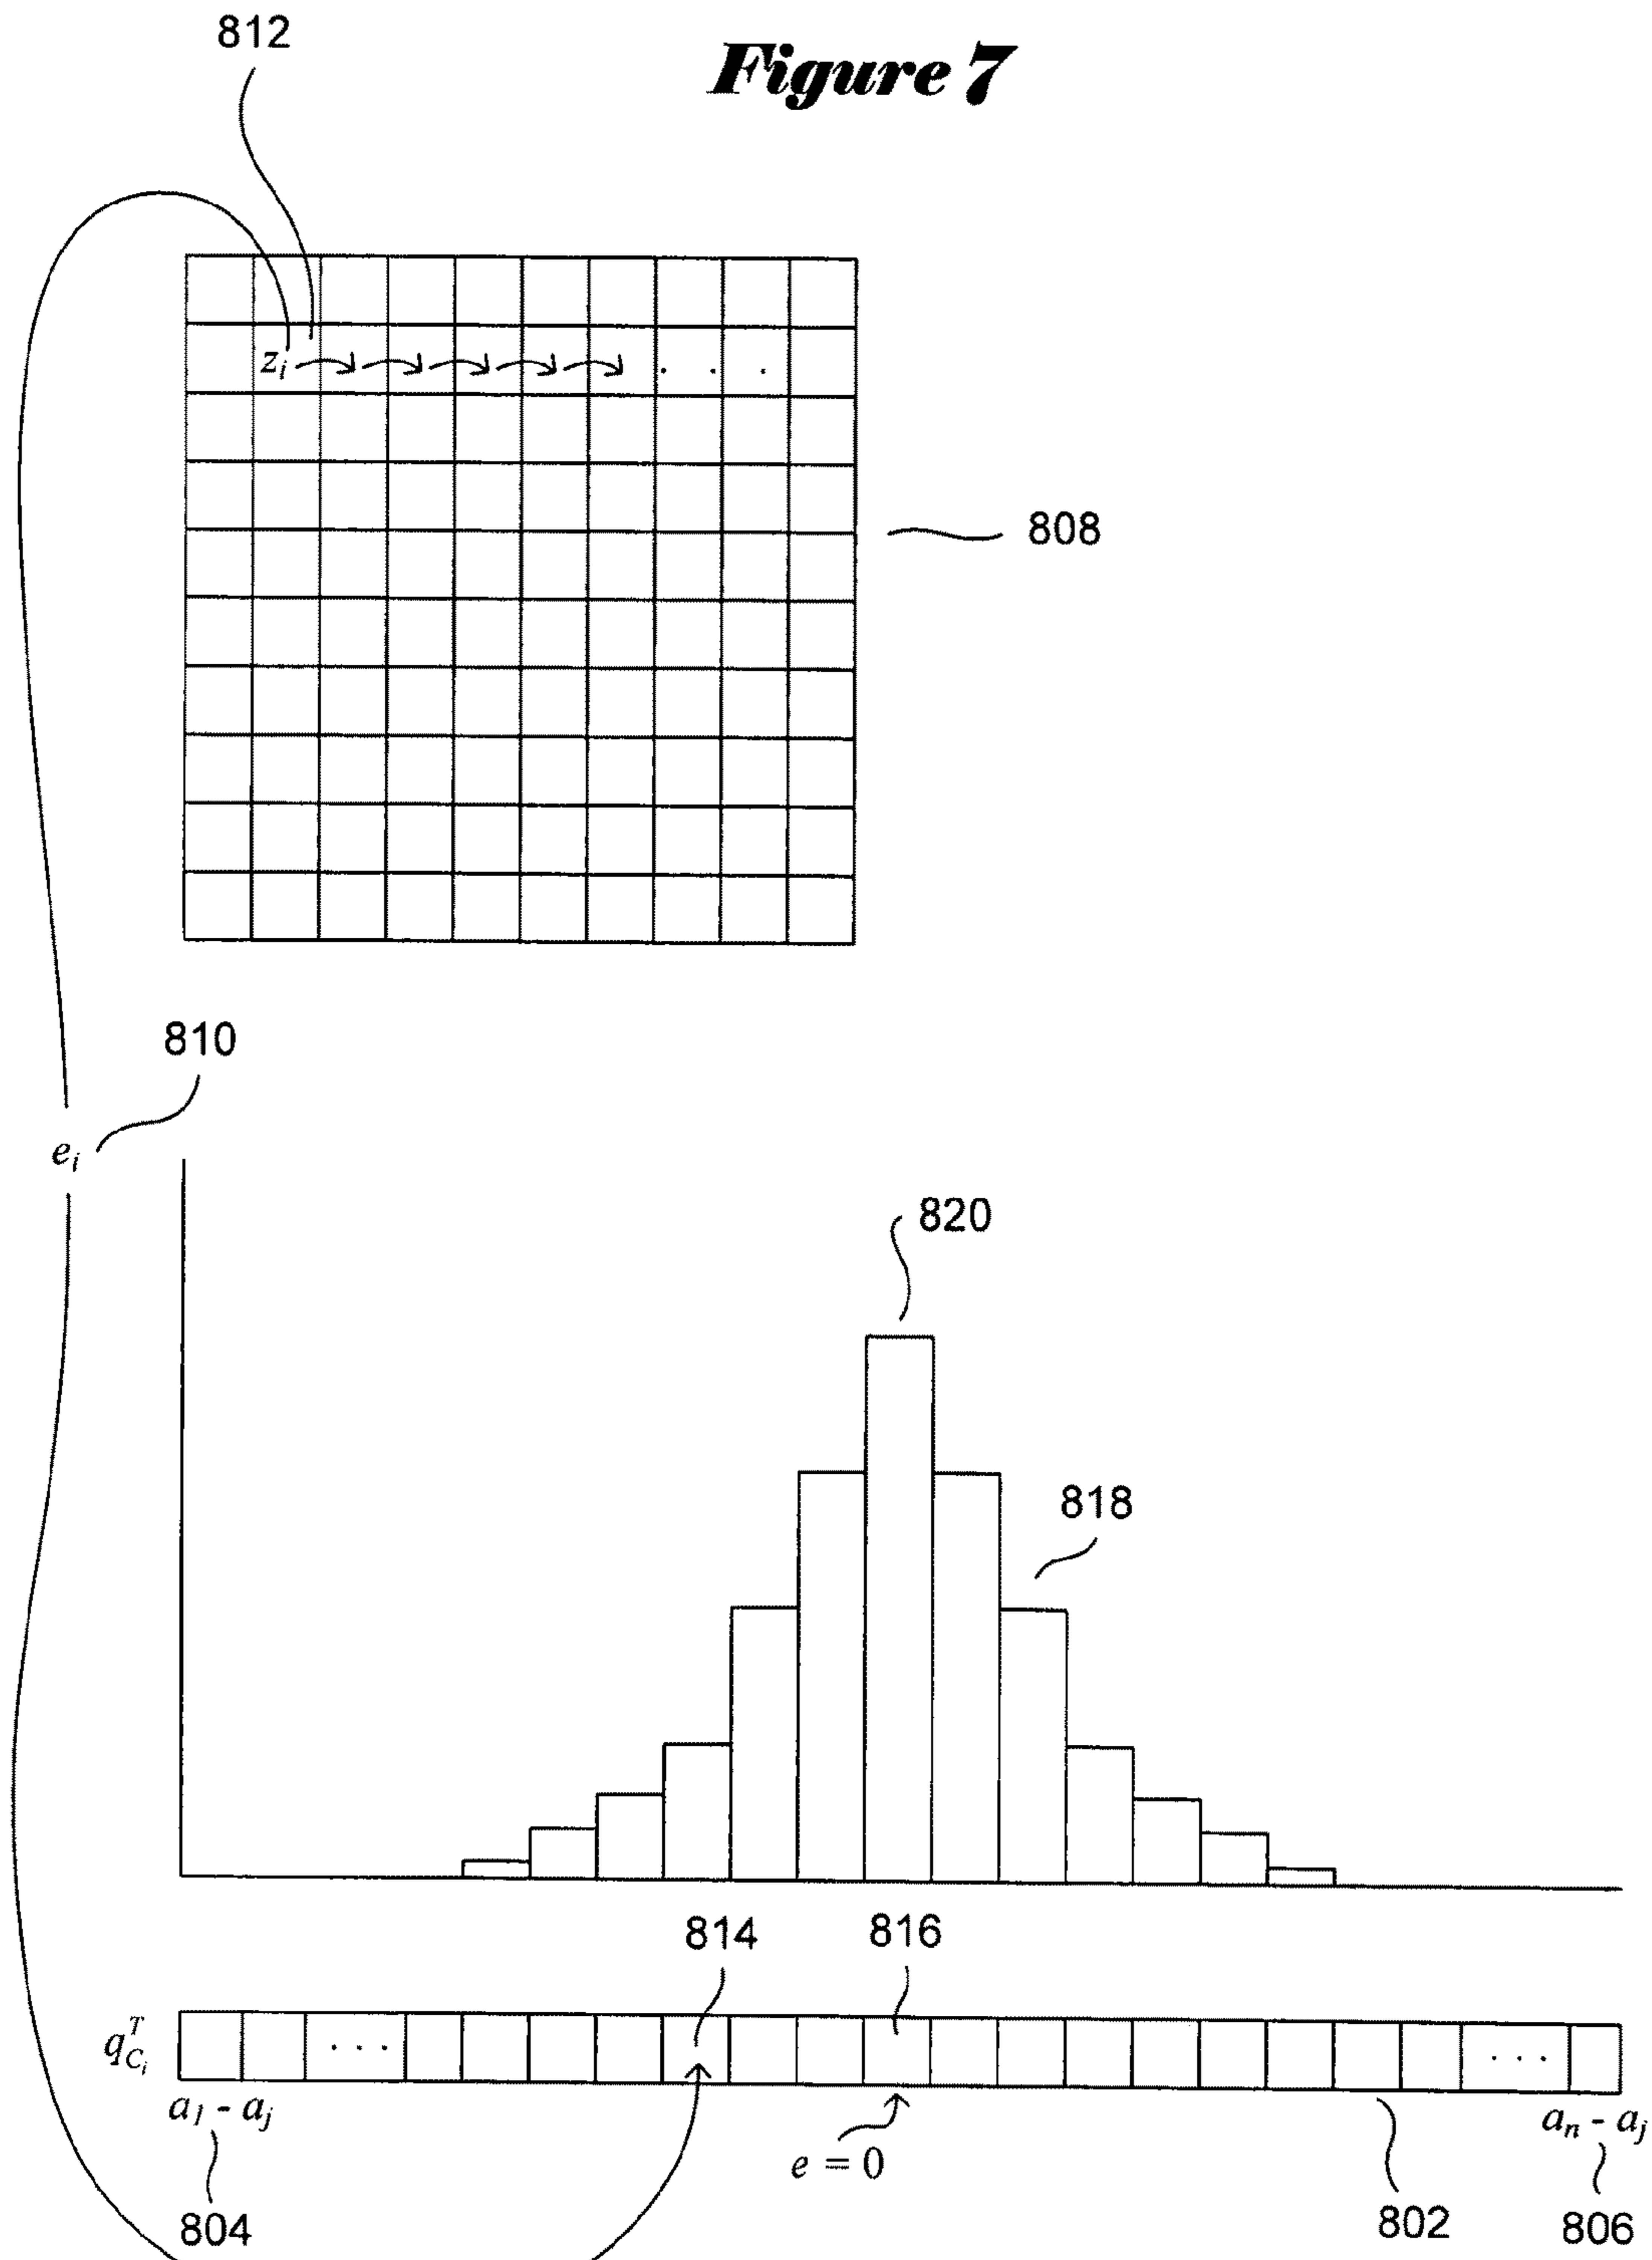 812
Figure 7
z_i . . .
808
810
e_i
820
818
814
816
q_{C_i}^T ... ...
a_1 - a_j
a_n - a_j
e = 0
804
802
806